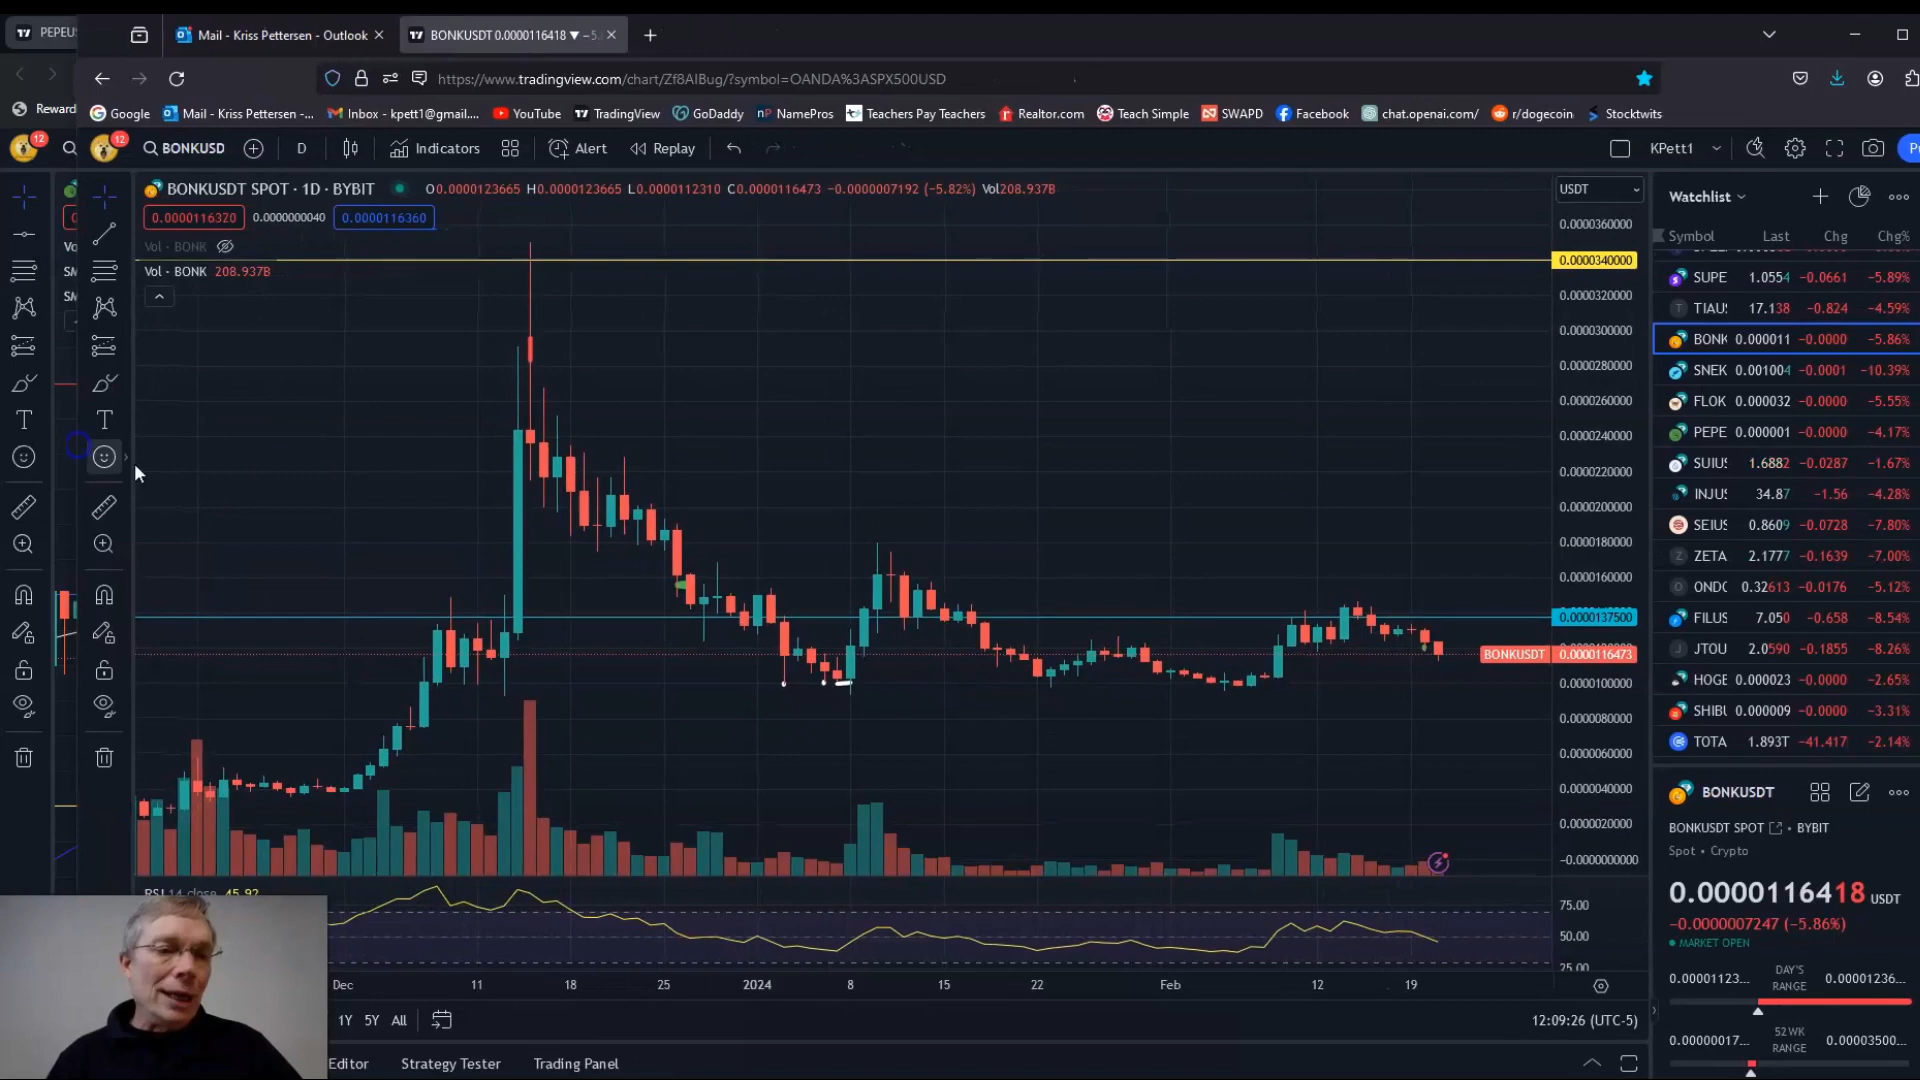 PEPEU
Mail - Kriss Pettersen - Outlook
BONKUSDT 0.0000116418 ▼ −5.
https://www.tradingview.com/chart/Zf8AIBug/?symbol=OANDA%3ASPX500USD
Reward
Google
Mail - Kriss Pettersen -...
Inbox - kpett1@gmail....
YouTube
TradingView
GoDaddy
NamePros
Teachers Pay Teachers
Realtor.com
Teach Simple
SWAPD
Facebook
chat.openai.com/
r/dogecoin
Stocktwits
12
12
BONKUSD
D
Indicators
Alert
Replay
KPett1
BONKUSDT SPOT · 1D · BYBIT
O0.0000123665 H0.0000123665 L0.0000112310 C0.0000116473 −0.0000007192 (−5.82%) Vol208.937B
USDT
Watchlist
0.0000116320
0.0000000040
0.0000116360
Vol · BONK
Vol · BONK 208.937B
Symbol Last Chg Chg%
SUPE 1.0554 −0.0661 −5.89%
TIAUS 17.138 −0.824 −4.59%
BONK 0.000011 −0.0000 −5.86%
SNEK 0.001004 −0.0001 −10.39%
FLOK 0.000032 −0.0000 −5.55%
PEPE 0.000001 −0.0000 −4.17%
SUIUS 1.6882 −0.0287 −1.67%
INJUS 34.87 −1.56 −4.28%
SEIUS 0.8609 −0.0728 −7.80%
ZETA 2.1777 −0.1639 −7.00%
ONDO 0.32613 −0.0176 −5.12%
FILUS 7.050 −0.658 −8.54%
JTOU 2.0590 −0.1855 −8.26%
HOGE 0.000023 −0.0000 −2.65%
SHIBU 0.000009 −0.0000 −3.31%
TOTA 1.893T −41.417 −2.14%
0.0000360000
0.0000340000
0.0000320000
0.0000300000
0.0000280000
0.0000260000
0.0000240000
0.0000220000
0.0000200000
0.0000180000
0.0000160000
0.0000137500
BONKUSDT 0.0000116473
0.0000100000
0.0000080000
0.0000060000
0.0000040000
0.0000020000
−0.0000000000
RSI 14 close 45.92
75.00
50.00
25.00
Dec 11 18 25 2024 8 15 22 Feb 12 19
1Y 5Y All
12:09:26 (UTC-5)
Editor Strategy Tester Trading Panel
BONKUSDT
BONKUSDT SPOT • BYBIT
Spot • Crypto
0.0000116418 USDT
−0.0000007247 (−5.86%)
MARKET OPEN
0.00001123... DAY'S RANGE 0.00001236...
0.00000017... 52 WK RANGE 0.00003500...